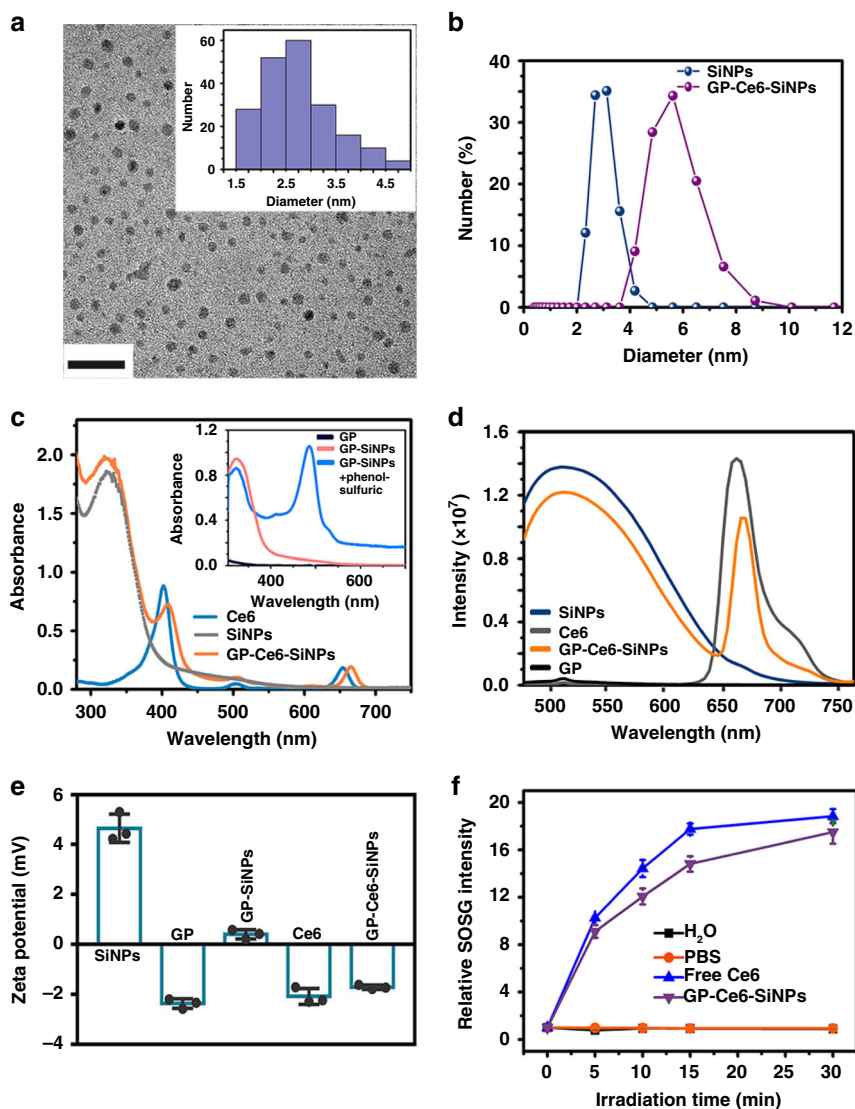 a
60
40
20
0
Number
1.5 2.5 3.5 4.5
Diameter (nm)
b
SiNPs
GP-Ce6-SiNPs
40
35
30
25
20
15
10
5
0
Number (%)
0 2 4 6 8 10 12
Diameter (nm)
c
2.0
1.5
1.0
0.5
0.0
Absorbance
300 400 500 600 700
Wavelength (nm)
Ce6
SiNPs
GP-Ce6-SiNPs
1.2
0.8
0.4
0.0
Absorbance
400 600
Wavelength (nm)
GP
GP-SiNPs
GP-SiNPs
+phenol-
sulfuric
d
1.6
1.2
0.8
0.4
0.0
Intensity (×10⁷)
SiNPs
Ce6
GP-Ce6-SiNPs
GP
500 550 600 650 700 750
Wavelength (nm)
e
6
4
2
0
–2
–4
Zeta potential (mV)
SiNPs
GP
GP-SiNPs
Ce6
GP-Ce6-SiNPs
f
20
18
16
12
8
4
1
0
Relative SOSG intensity
H₂O
PBS
Free Ce6
GP-Ce6-SiNPs
0 5 10 15 20 25 30
Irradiation time (min)